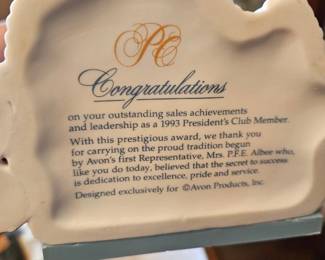 PC
Congratulations
on your outstanding sales achievements
and leadership as a 1993 President's Club Member.
With this prestigious award, we thank you
for carrying on the proud tradition begun
by Avon's first Representative, Mrs. P.F.E. Albee who,
like you do today, believed that the secret to success
is dedication to excellence, pride and service.
Designed exclusively for ©Avon Products, Inc.